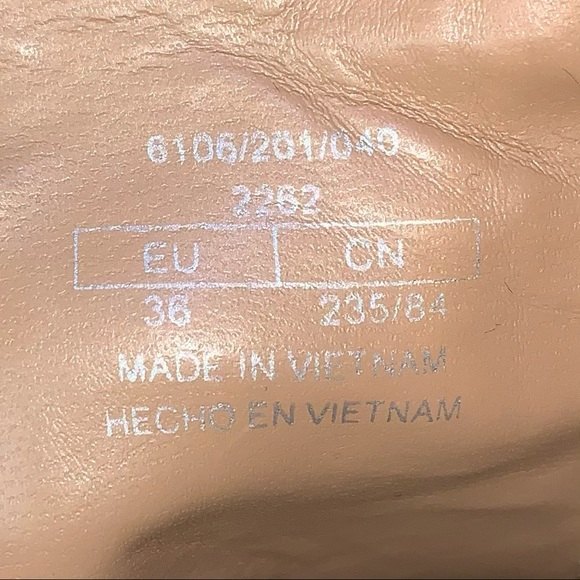 6106/201/040
2262
EU CN
36 235/84
MADE IN VIETNAM
HECHO EN VIETNAM